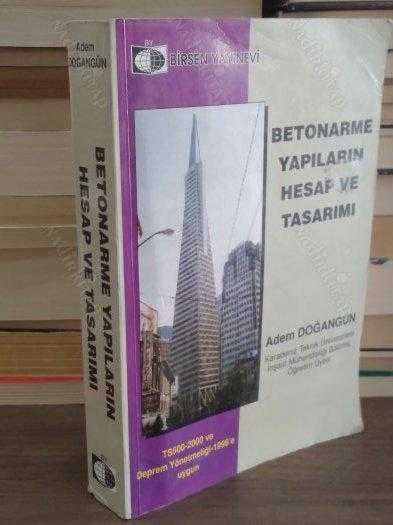 Adem
DOĞANGÜN
BETONARME YAPILARIN
HESAP VE TASARIMI
BY
BİRSEN YAYINEVİ
BETONARME
YAPILARIN
HESAP VE
TASARIMI
Adem DOĞANGÜN
Karadeniz Teknik Üniversitesi
İnşaat Mühendisliği Bölümü
Öğretim Üyesi
TS500-2000 ve
Deprem Yönetmeliği-1998'e
uygun